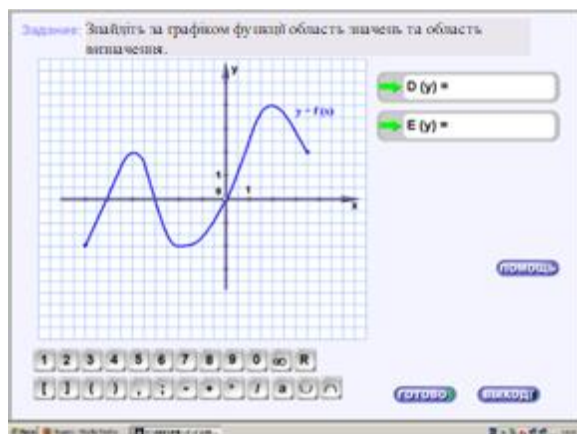 Задание: Знайдіть за графіком функції область значень та область
визначення.
y
y = f (x)
D (y) =
E (y) =
1
0 1
x
помощь
1 2 3 4 5 6 7 8 9 0 ∞ R
[ ] ( ) , ; - + * / a ∪ ∩
готово
выход